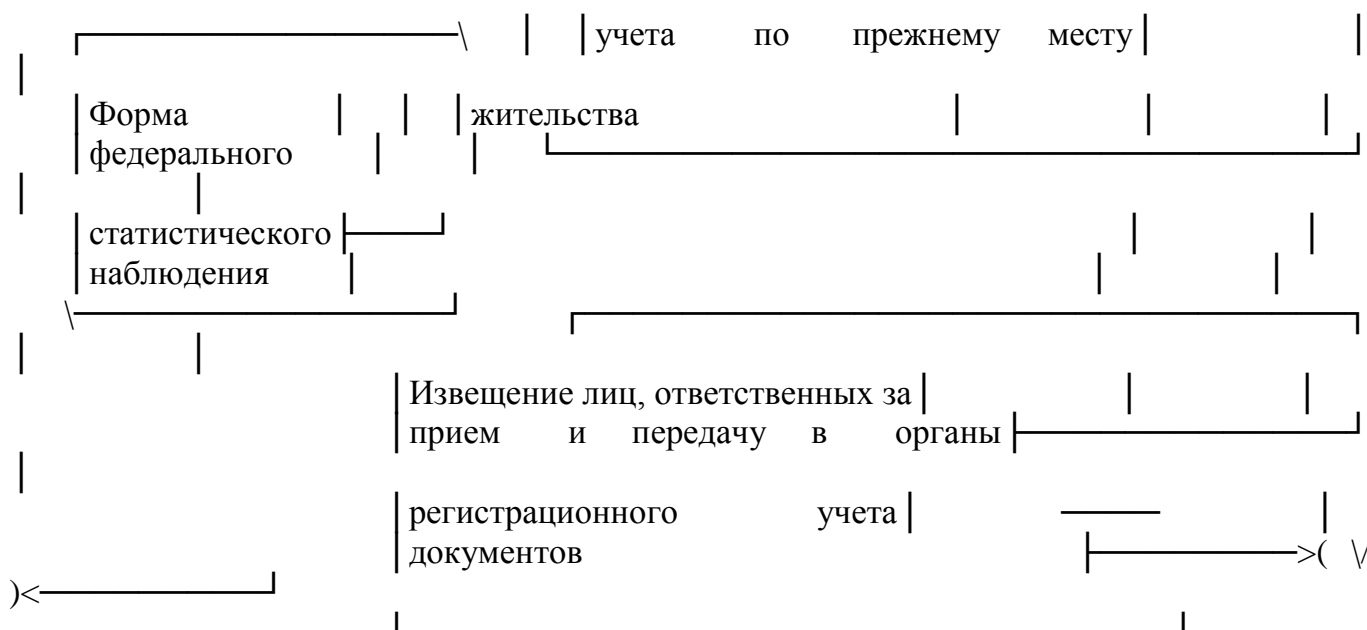 учета по прежнему месту
Форма жительства
федерального
статистического
наблюдения
Извещение лиц, ответственных за
прием и передачу в органы
регистрационного учета
документов